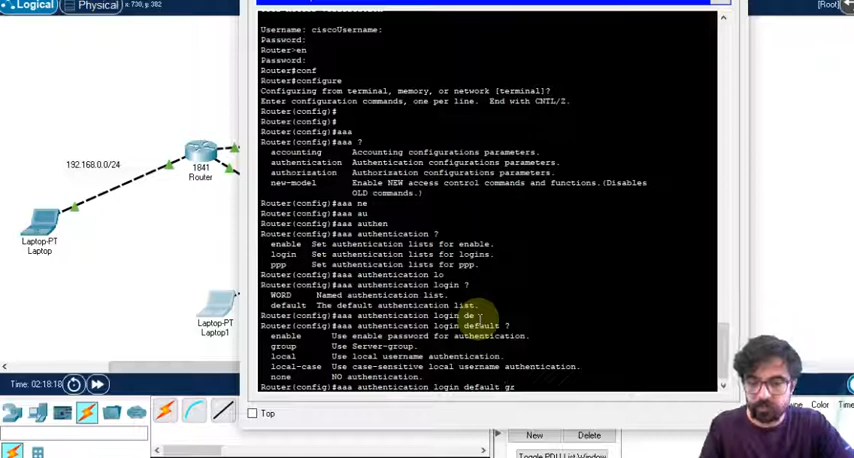 Logical
Physical
x: 730, y: 382
[Root]
Username: ciscoUsername:
Password:
Router>en
Password:
Router#conf
Router#configure
Configuring from terminal, memory, or network [terminal]?
Enter configuration commands, one per line. End with CNTL/Z.
Router(config)#
Router(config)#
Router(config)#aaa
Router(config)#aaa ?
accounting Accounting configurations parameters.
authentication Authentication configurations parameters.
authorization Authorization configurations parameters.
new-model Enable NEW access control commands and functions.(Disables
OLD commands.)
Router(config)#aaa ne
Router(config)#aaa au
Router(config)#aaa authen
Router(config)#aaa authentication ?
enable Set authentication lists for enable.
login Set authentication lists for logins.
ppp Set authentication lists for ppp.
Router(config)#aaa authentication lo
Router(config)#aaa authentication login ?
WORD Named authentication list.
default The default authentication list.
Router(config)#aaa authentication login de
Router(config)#aaa authentication login default ?
enable Use enable password for authentication.
group Use Server-group.
local Use local username authentication.
local-case Use case-sensitive local username authentication.
none NO authentication.
Router(config)#aaa authentication login default gr
192.168.0.0/24
1841
Router
Laptop-PT
Laptop
Laptop-PT
Laptop1
Time: 02:18:18
Top
New
Delete
Toggle PDU List Window
Color